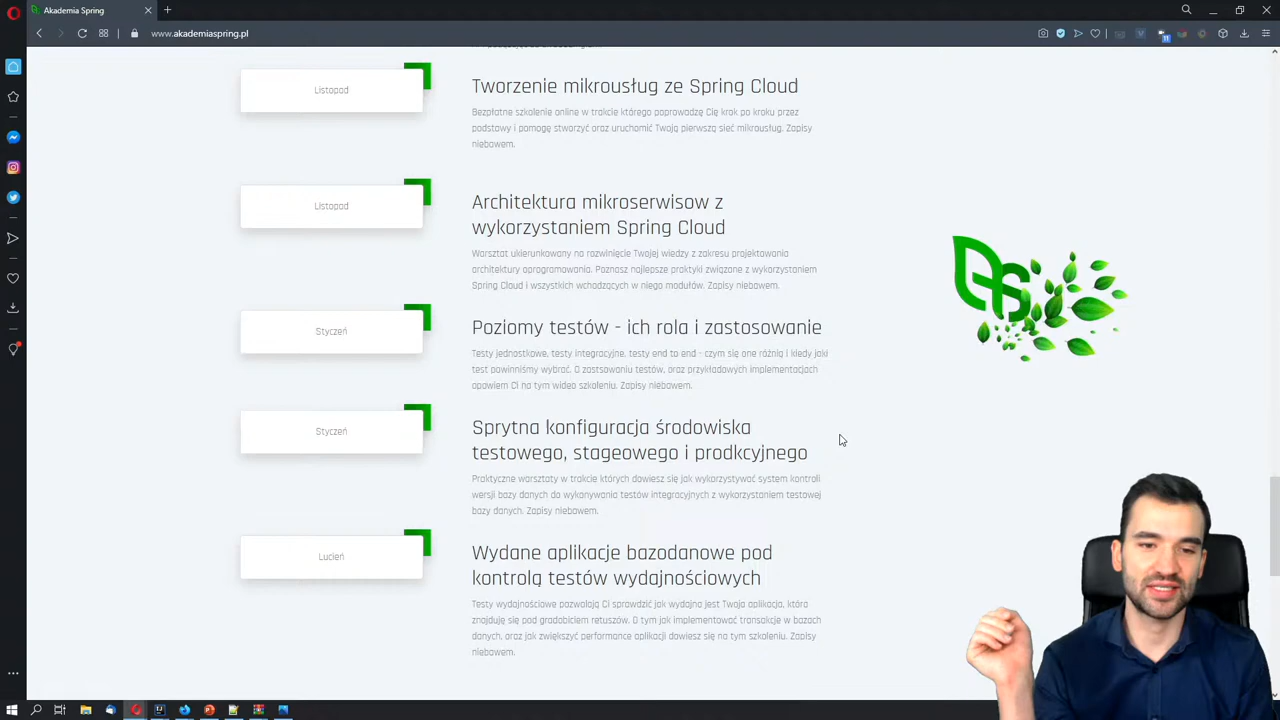 Akademia Spring
www.akademiaspring.pl
Listopad
Tworzenie mikrousług ze Spring Cloud
Bezpłatne szkolenie online w trakcie którego poprowadzę Cię krok po kroku przez
podstawy i pomogę stworzyć oraz uruchomić Twoją pierwszą sieć mikrousług. Zapisy
niebawem.
Listopad
Architektura mikroserwisow z
wykorzystaniem Spring Cloud
Warsztat ukierunkowany na rozwinięcie Twojej wiedzy z zakresu projektowania
architektury oprogramowania. Poznasz najlepsze praktyki związane z wykorzystaniem
Spring Cloud i wszystkich wchodzących w niego modułów. Zapisy niebawem.
Styczeń
Poziomy testów - ich rola i zastosowanie
Testy jednostkowe, testy integracyjne, testy end to end - czym się one różnią i kiedy jaki
test powinniśmy wybrać. O zastsowaniu testów, oraz przykładowych implementacjach
opowiem Ci na tym wideo szkoleniu. Zapisy niebawem.
Styczeń
Sprytna konfiguracja środowiska
testowego, stageowego i prodkcyjnego
Praktyczne warsztaty w trakcie których dowiesz się jak wykorzystywać system kontroli
wersji bazy danych do wykonywania testów integracyjnych z wykorzystaniem testowej
bazy danych. Zapisy niebawem.
Lucień
Wydane aplikacje bazodanowe pod
kontrolą testów wydajnościowych
Testy wydajnościowe pozwalają Ci sprawdzić jak wydajna jest Twoja aplikacja, która
znajduję się pod gradobiciem retuszów. O tym jak implementować transakcje w bazach
danych, oraz jak zwiększyć performance aplikacji dowiesz się na tym szkoleniu. Zapisy
niebawem.